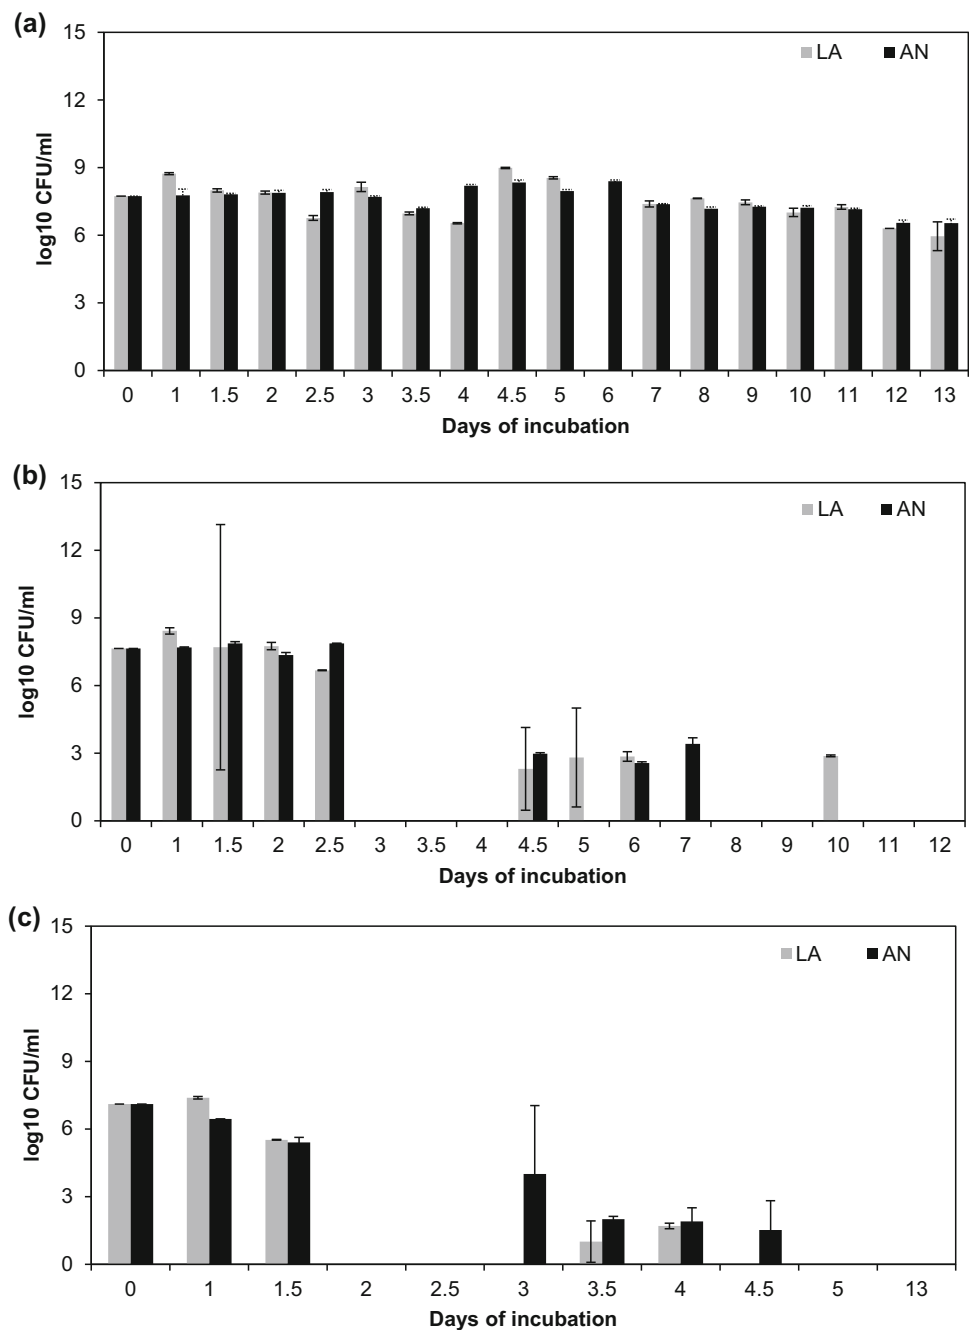 (a)
15
LA AN
12
9
6
3
0
log10 CFU/ml
0 1 1.5 2 2.5 3 3.5 4 4.5 5 6 7 8 9 10 11 12 13
Days of incubation
(b)
15
LA AN
12
9
6
3
0
log10 CFU/ml
0 1 1.5 2 2.5 3 3.5 4 4.5 5 6 7 8 9 10 11 12
Days of incubation
(c)
15
LA AN
12
9
6
3
0
log10 CFU/ml
0 1 1.5 2 2.5 3 3.5 4 4.5 5 13
Days of incubation